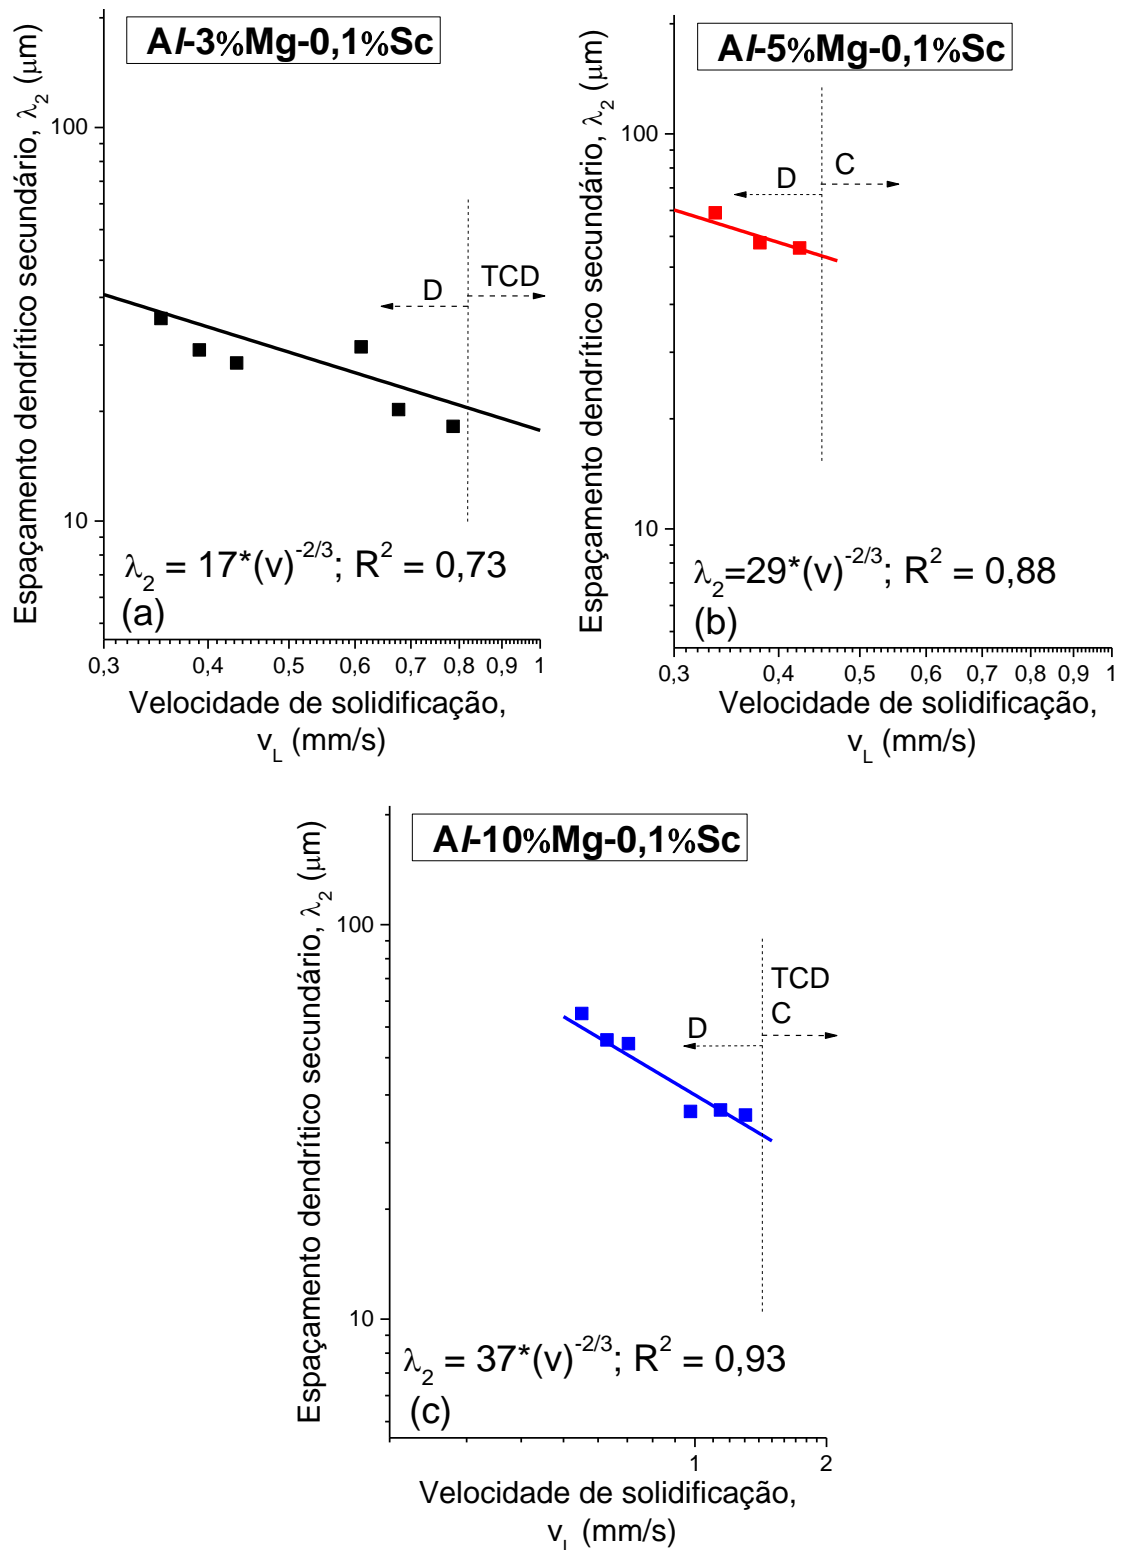 Al-3%Mg-0,1%Sc
Espaçamento dendrítico secundário, λ2 (μm)
100
10
D
TCD
λ2 = 17*(v)-2/3; R2 = 0,73
(a)
0,3 0,4 0,5 0,6 0,7 0,8 0,9 1
Velocidade de solidificação,
vL (mm/s)
Al-5%Mg-0,1%Sc
Espaçamento dendrítico secundário, λ2 (μm)
100
10
D
C
λ2=29*(v)-2/3; R2 = 0,88
(b)
0,3 0,4 0,5 0,6 0,7 0,8 0,9 1
Velocidade de solidificação,
vL (mm/s)
Al-10%Mg-0,1%Sc
Espaçamento dendrítico secundário, λ2 (μm)
100
10
TCD
D
C
λ2 = 37*(v)-2/3; R2 = 0,93
(c)
1 2
Velocidade de solidificação,
vL (mm/s)